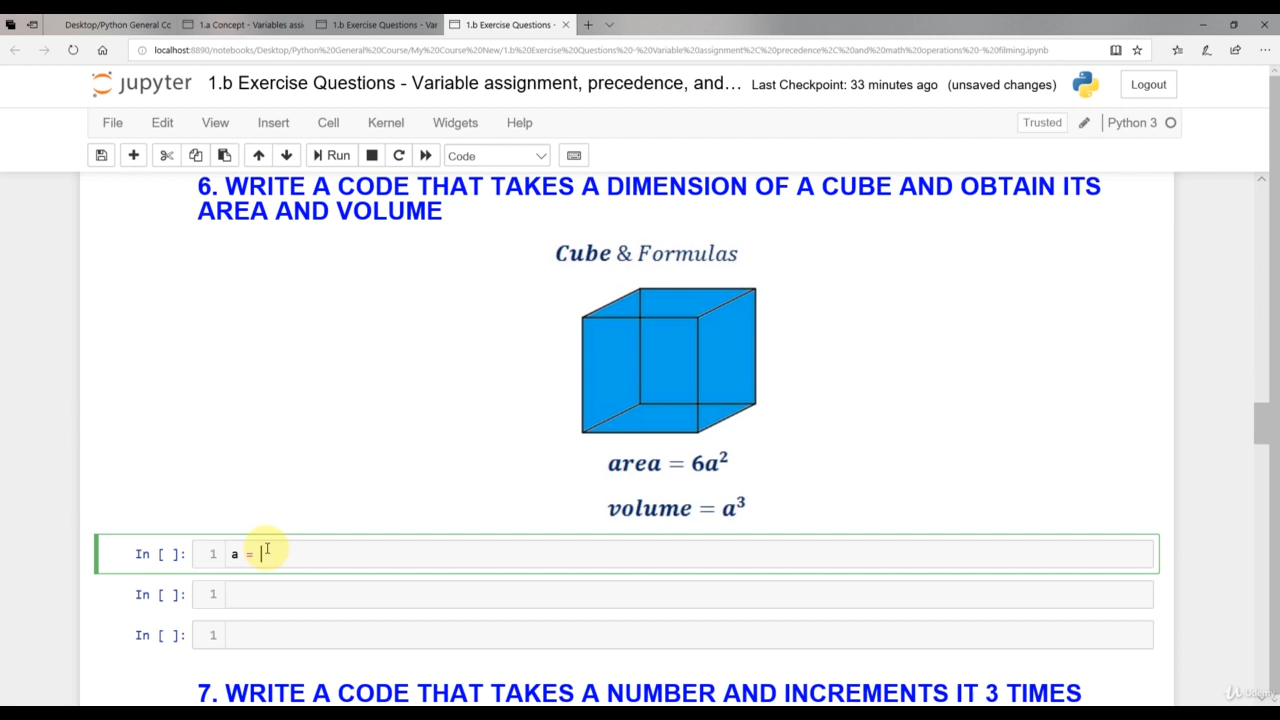 Desktop/Python General Cc
1.a Concept - Variables assi
1.b Exercise Questions - Var
1.b Exercise Questions -
localhost:8890/notebooks/Desktop/Python%20General%20Course/My%20Course%20New/1.b%20Exercise%20Questions%20-%20Variable%20assignment%2C%20precedence%2C%20and%20math%20operations%20-%20filming.ipynb
jupyter 1.b Exercise Questions - Variable assignment, precedence, and... Last Checkpoint: 33 minutes ago (unsaved changes) Logout
File Edit View Insert Cell Kernel Widgets Help Trusted Python 3
Run Code
6. WRITE A CODE THAT TAKES A DIMENSION OF A CUBE AND OBTAIN ITS
AREA AND VOLUME
Cube & Formulas
area = 6a²
volume = a³
In [ ]: 1 a =
In [ ]: 1
In [ ]: 1
7. WRITE A CODE THAT TAKES A NUMBER AND INCREMENTS IT 3 TIMES
Udemy